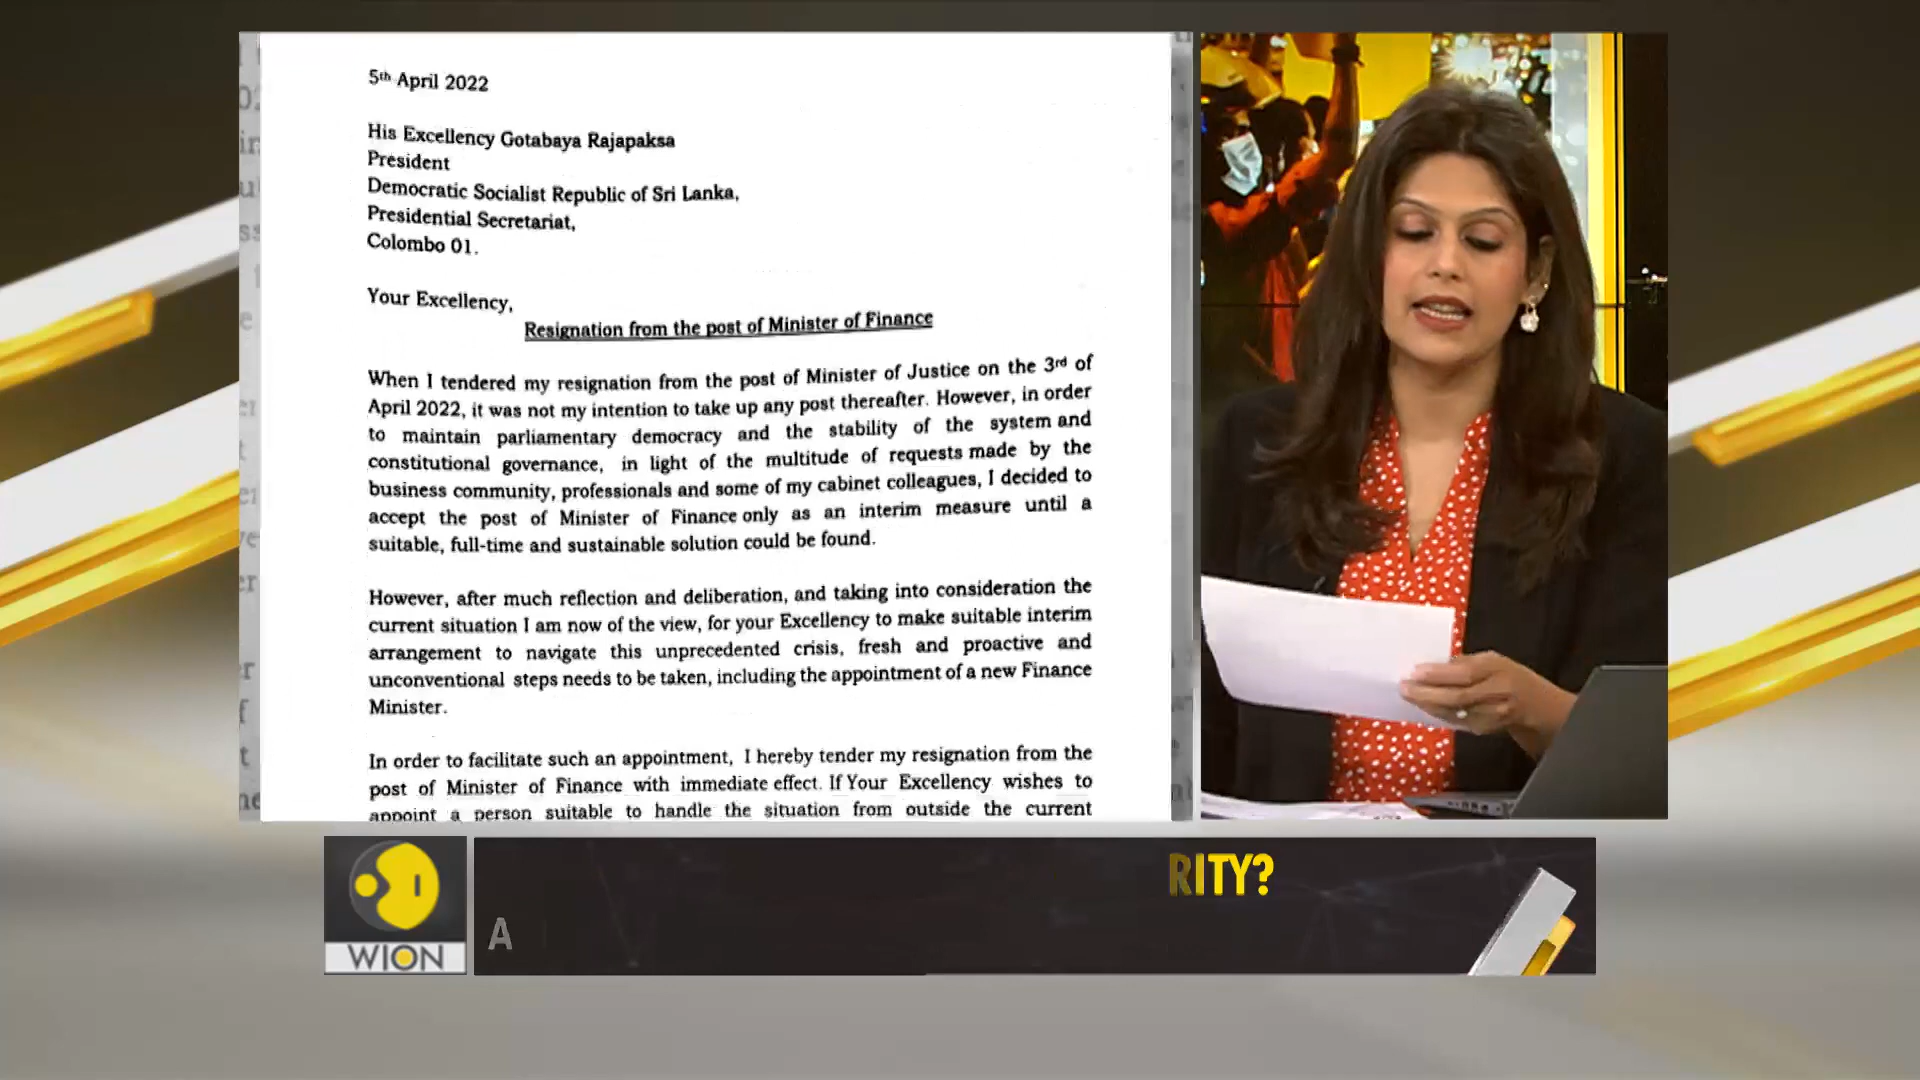 5th April 2022
His Excellency Gotabaya Rajapaksa
President
Democratic Socialist Republic of Sri Lanka,
Presidential Secretariat,
Colombo 01.
Your Excellency,
Resignation from the post of Minister of Finance
When I tendered my resignation from the post of Minister of Justice on the 3rd of
April 2022, it was not my intention to take up any post thereafter. However, in order
to maintain parliamentary democracy and the stability of the system and
constitutional governance, in light of the multitude of requests made by the
business community, professionals and some of my cabinet colleagues, I decided to
accept the post of Minister of Finance only as an interim measure until a
suitable, full-time and sustainable solution could be found.
However, after much reflection and deliberation, and taking into consideration the
current situation I am now of the view, for your Excellency to make suitable interim
arrangement to navigate this unprecedented crisis, fresh and proactive and
unconventional steps needs to be taken, including the appointment of a new Finance
Minister.
In order to facilitate such an appointment, I hereby tender my resignation from the
post of Minister of Finance with immediate effect. If Your Excellency wishes to
appoint a person suitable to handle the situation from outside the current
RITY?
A
WION